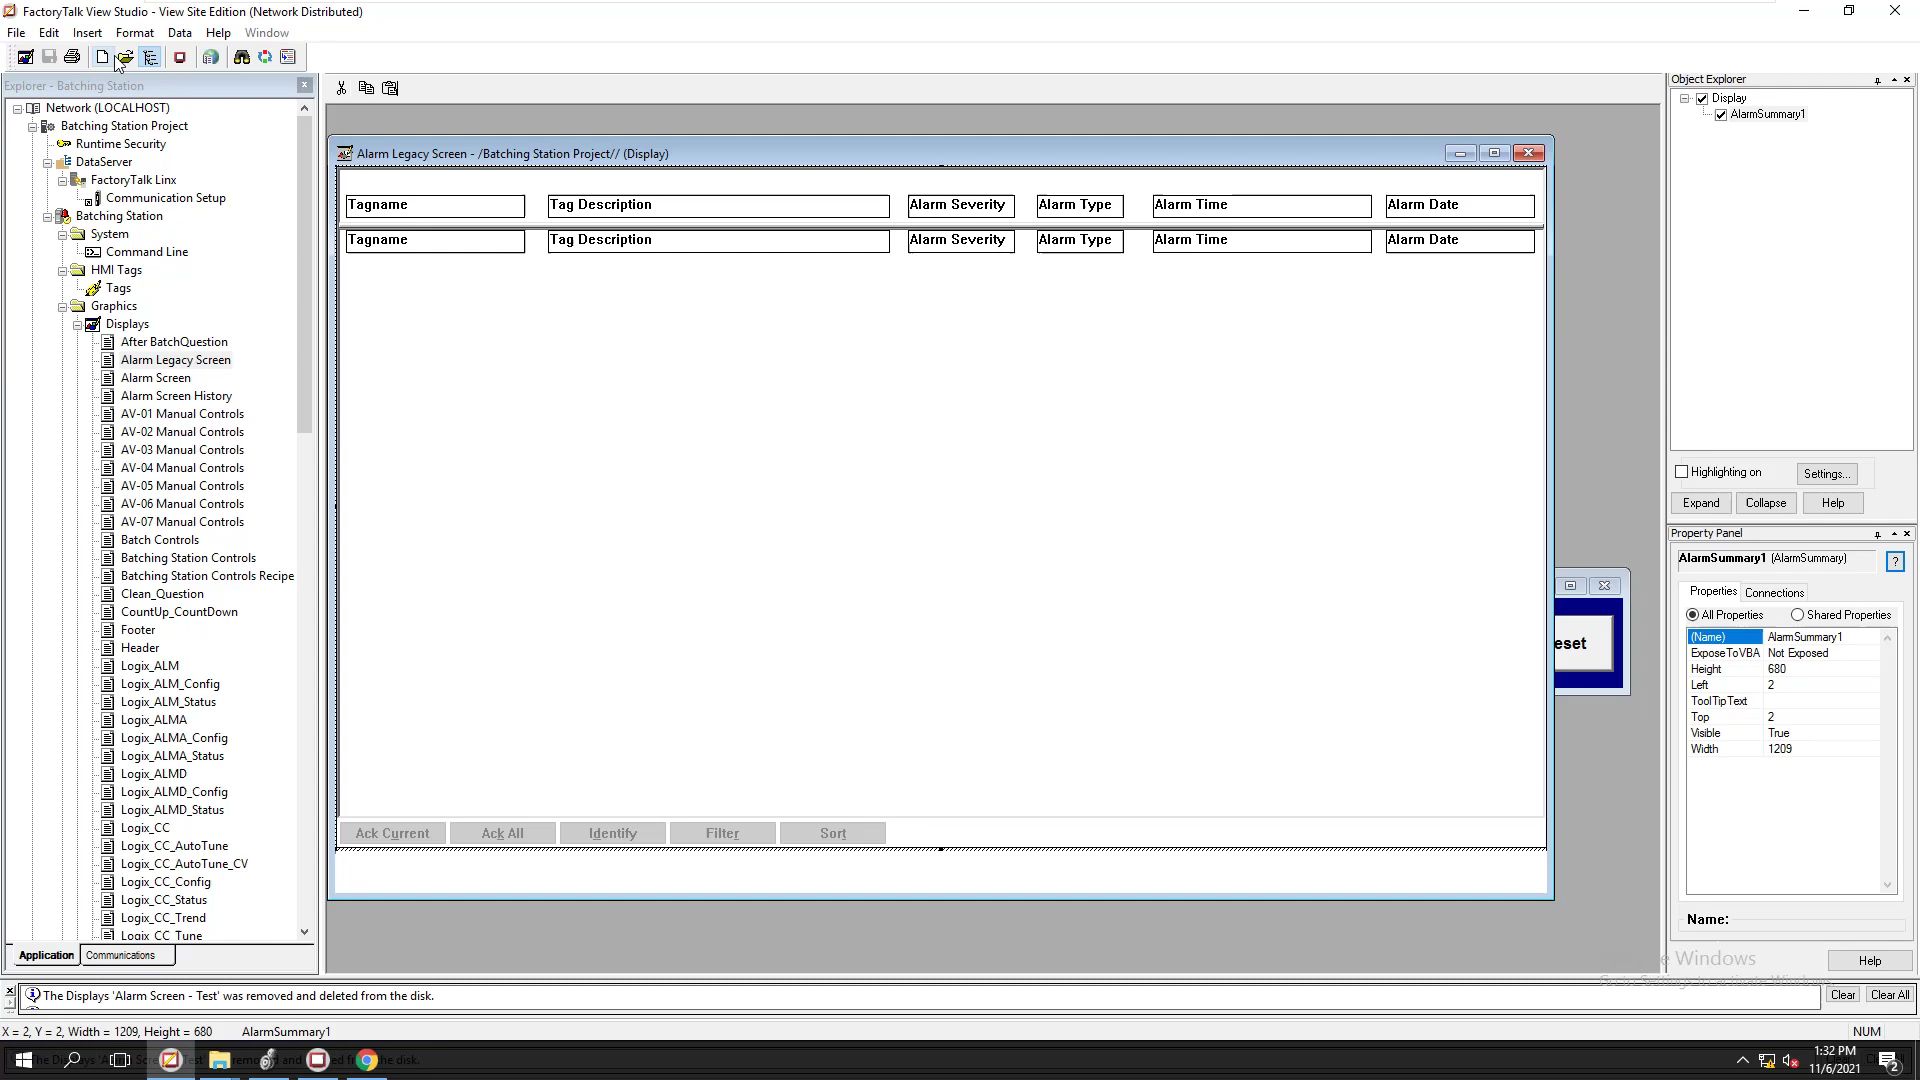 FactoryTalk View Studio - View Site Edition (Network Distributed)
File Edit Insert Format Data Help Window
Explorer - Batching Station
Network (LOCALHOST)
Batching Station Project
Runtime Security
DataServer
FactoryTalk Linx
Communication Setup
Batching Station
System
Command Line
HMI Tags
Tags
Graphics
Displays
After BatchQuestion
Alarm Legacy Screen
Alarm Screen
Alarm Screen History
AV-01 Manual Controls
AV-02 Manual Controls
AV-03 Manual Controls
AV-04 Manual Controls
AV-05 Manual Controls
AV-06 Manual Controls
AV-07 Manual Controls
Batch Controls
Batching Station Controls
Batching Station Controls Recipe
Clean_Question
CountUp_CountDown
Footer
Header
Logix_ALM
Logix_ALM_Config
Logix_ALM_Status
Logix_ALMA
Logix_ALMA_Config
Logix_ALMA_Status
Logix_ALMD
Logix_ALMD_Config
Logix_ALMD_Status
Logix_CC
Logix_CC_AutoTune
Logix_CC_AutoTune_CV
Logix_CC_Config
Logix_CC_Status
Logix_CC_Trend
Logix_CC_Tune
Application Communications
Alarm Legacy Screen - /Batching Station Project// (Display)
Tagname Tag Description Alarm Severity Alarm Type Alarm Time Alarm Date
Tagname Tag Description Alarm Severity Alarm Type Alarm Time Alarm Date
eset
Ack Current Ack All Identify Filter Sort
Object Explorer
Display
AlarmSummary1
Highlighting on Settings...
Expand Collapse Help
Property Panel
AlarmSummary1 (AlarmSummary)
?
Properties Connections
All Properties Shared Properties
(Name) AlarmSummary1
ExposeToVBA Not Exposed
Height 680
Left 2
ToolTipText
Top 2
Visible True
Width 1209
Name:
Windows
Help
The Displays 'Alarm Screen - Test' was removed and deleted from the disk.
Clear Clear All
X = 2, Y = 2, Width = 1209, Height = 680 AlarmSummary1
NUM
1:32 PM
11/6/2021
2